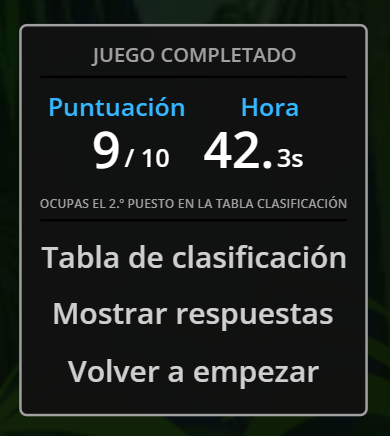 JUEGO COMPLETADO
Puntuación Hora
9/ 10 42.3s
OCUPAS EL 2.º PUESTO EN LA TABLA CLASIFICACIÓN
Tabla de clasificación
Mostrar respuestas
Volver a empezar